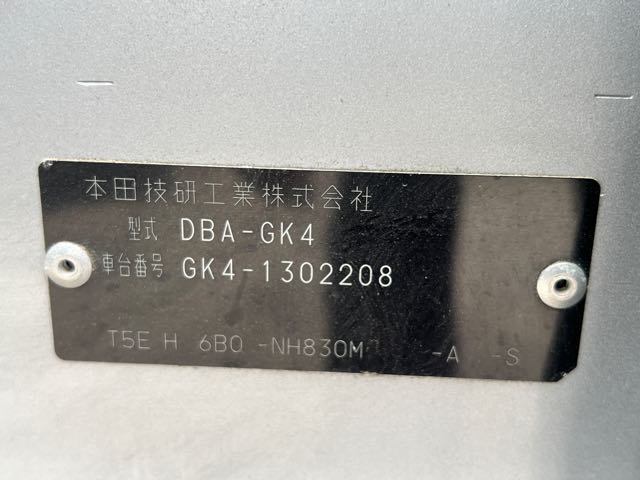 本田技研工業株式会社
型式 DBA-GK4
車台番号 GK4-1302208
T5E H 6B0 -NH830M -A -S